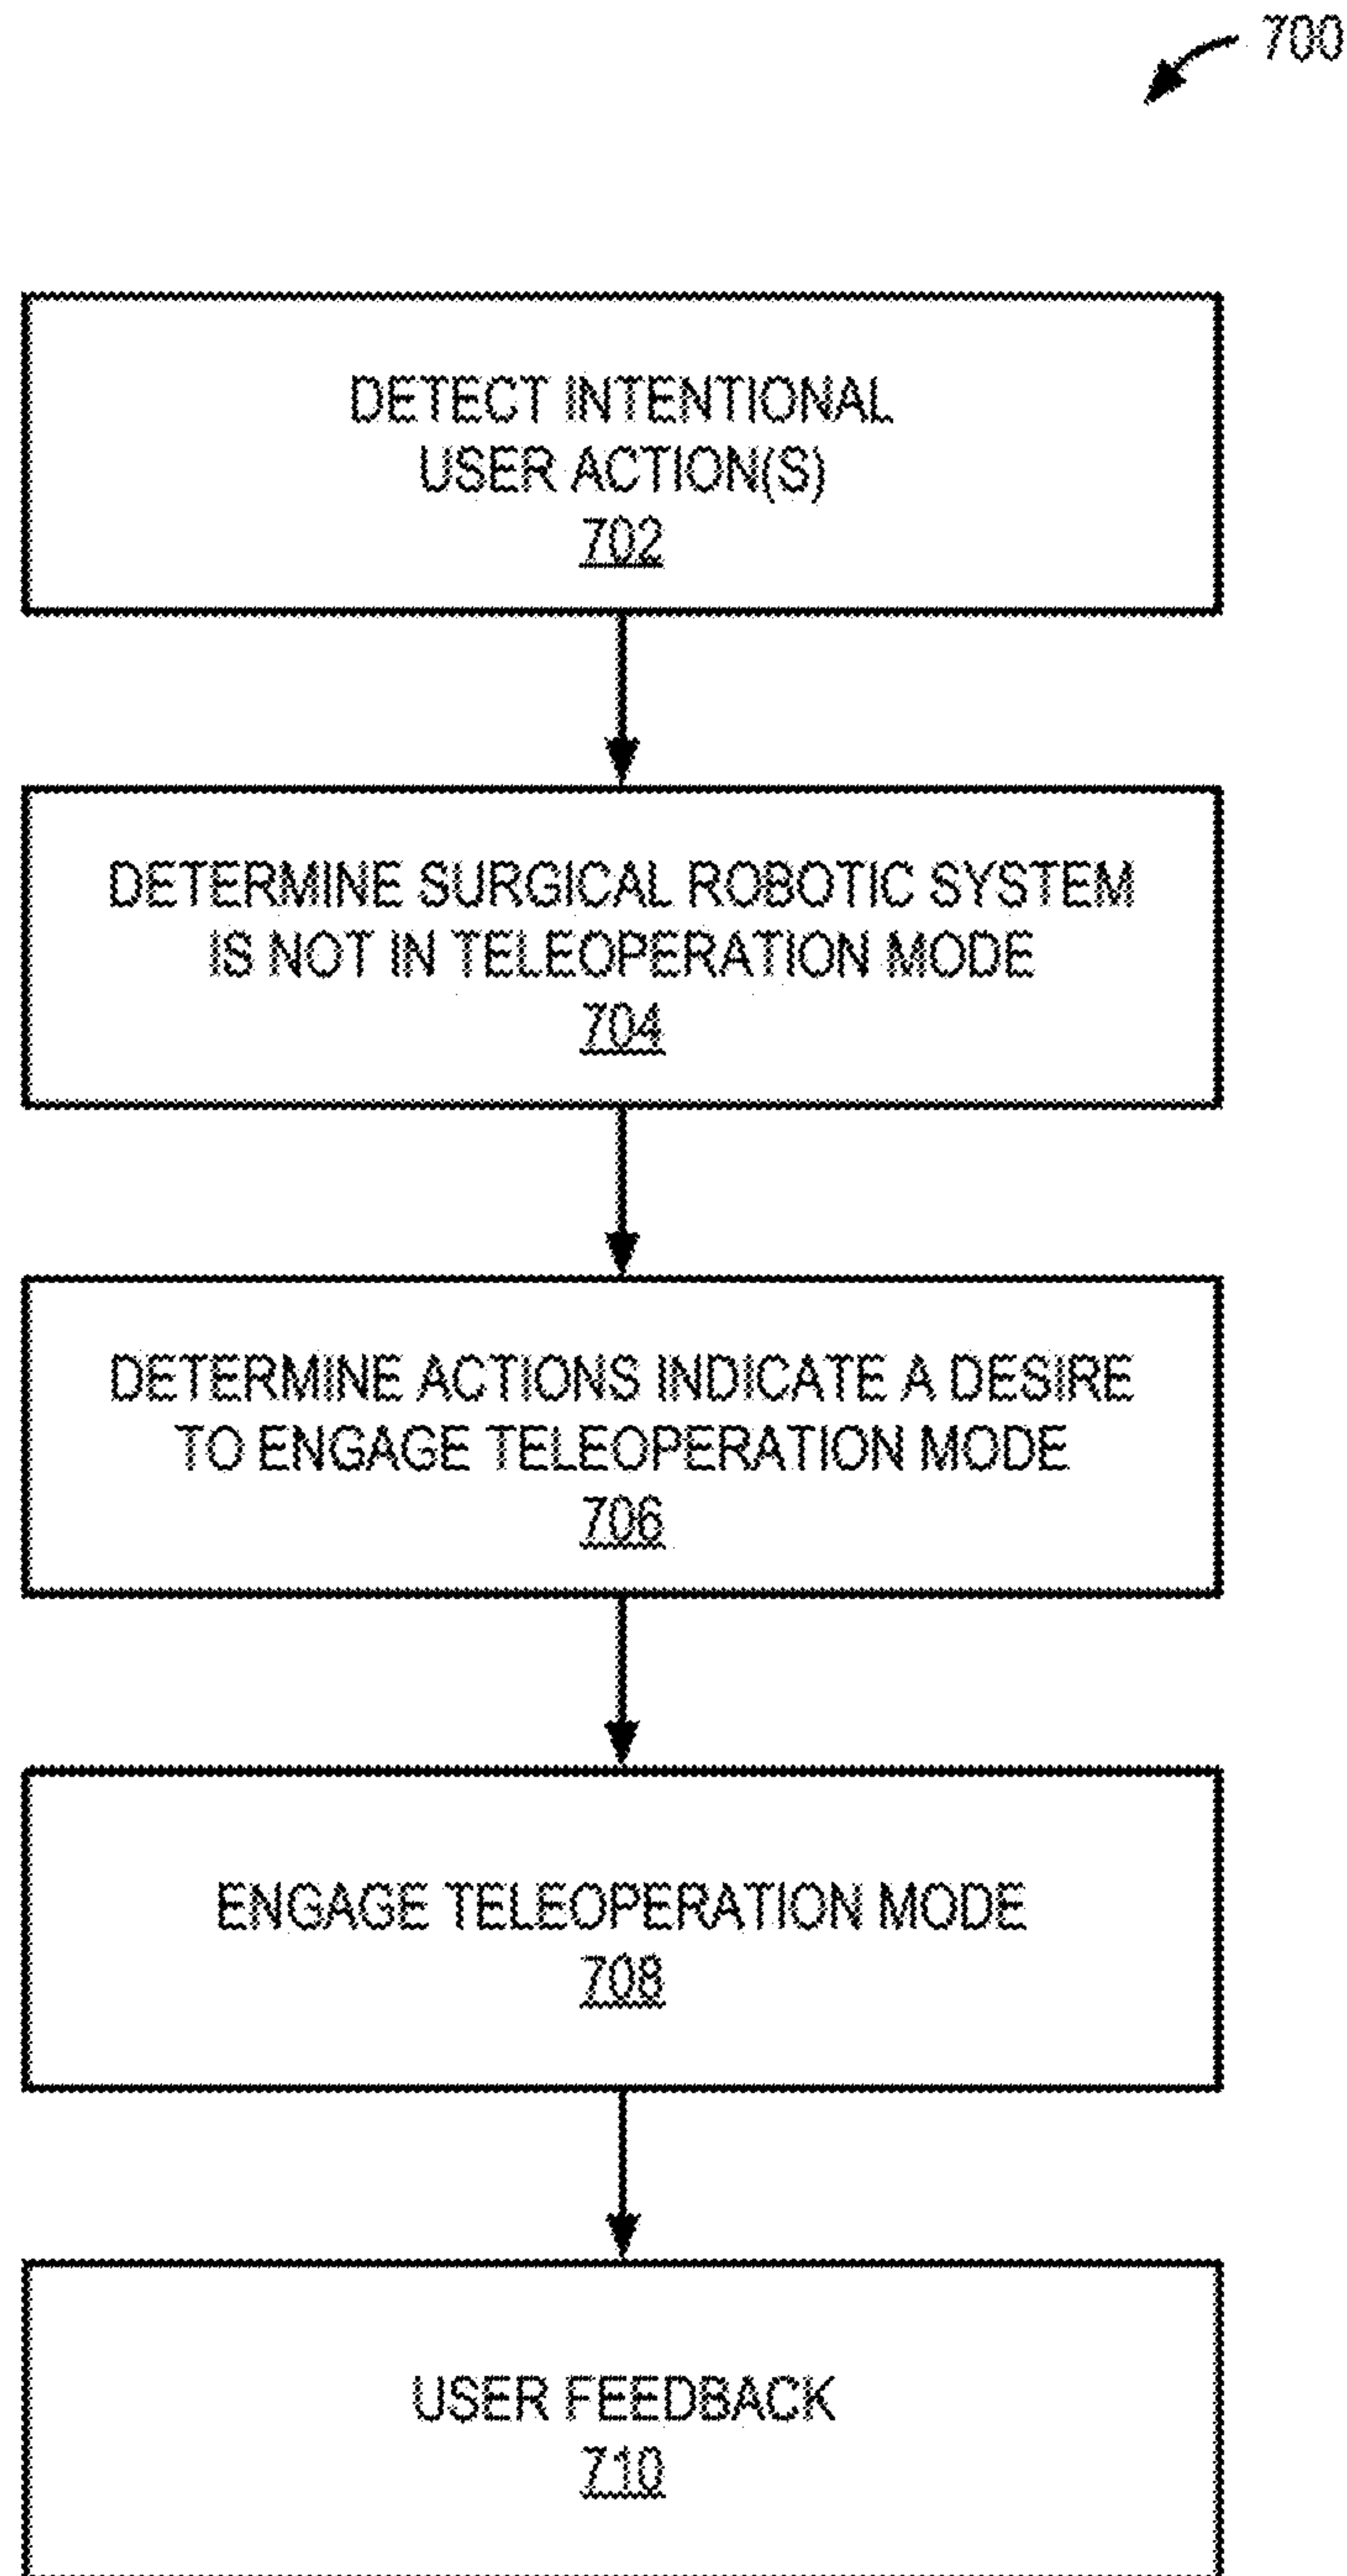 700
DETECT INTENTIONAL
USER ACTION(S)
702
DETERMINE SURGICAL ROBOTIC SYSTEM
IS NOT IN TELEOPERATION MODE
704
DETERMINE ACTIONS INDICATE A DESIRE
TO ENGAGE TELEOPERATION MODE
706
ENGAGE TELEOPERATION MODE
708
USER FEEDBACK
710